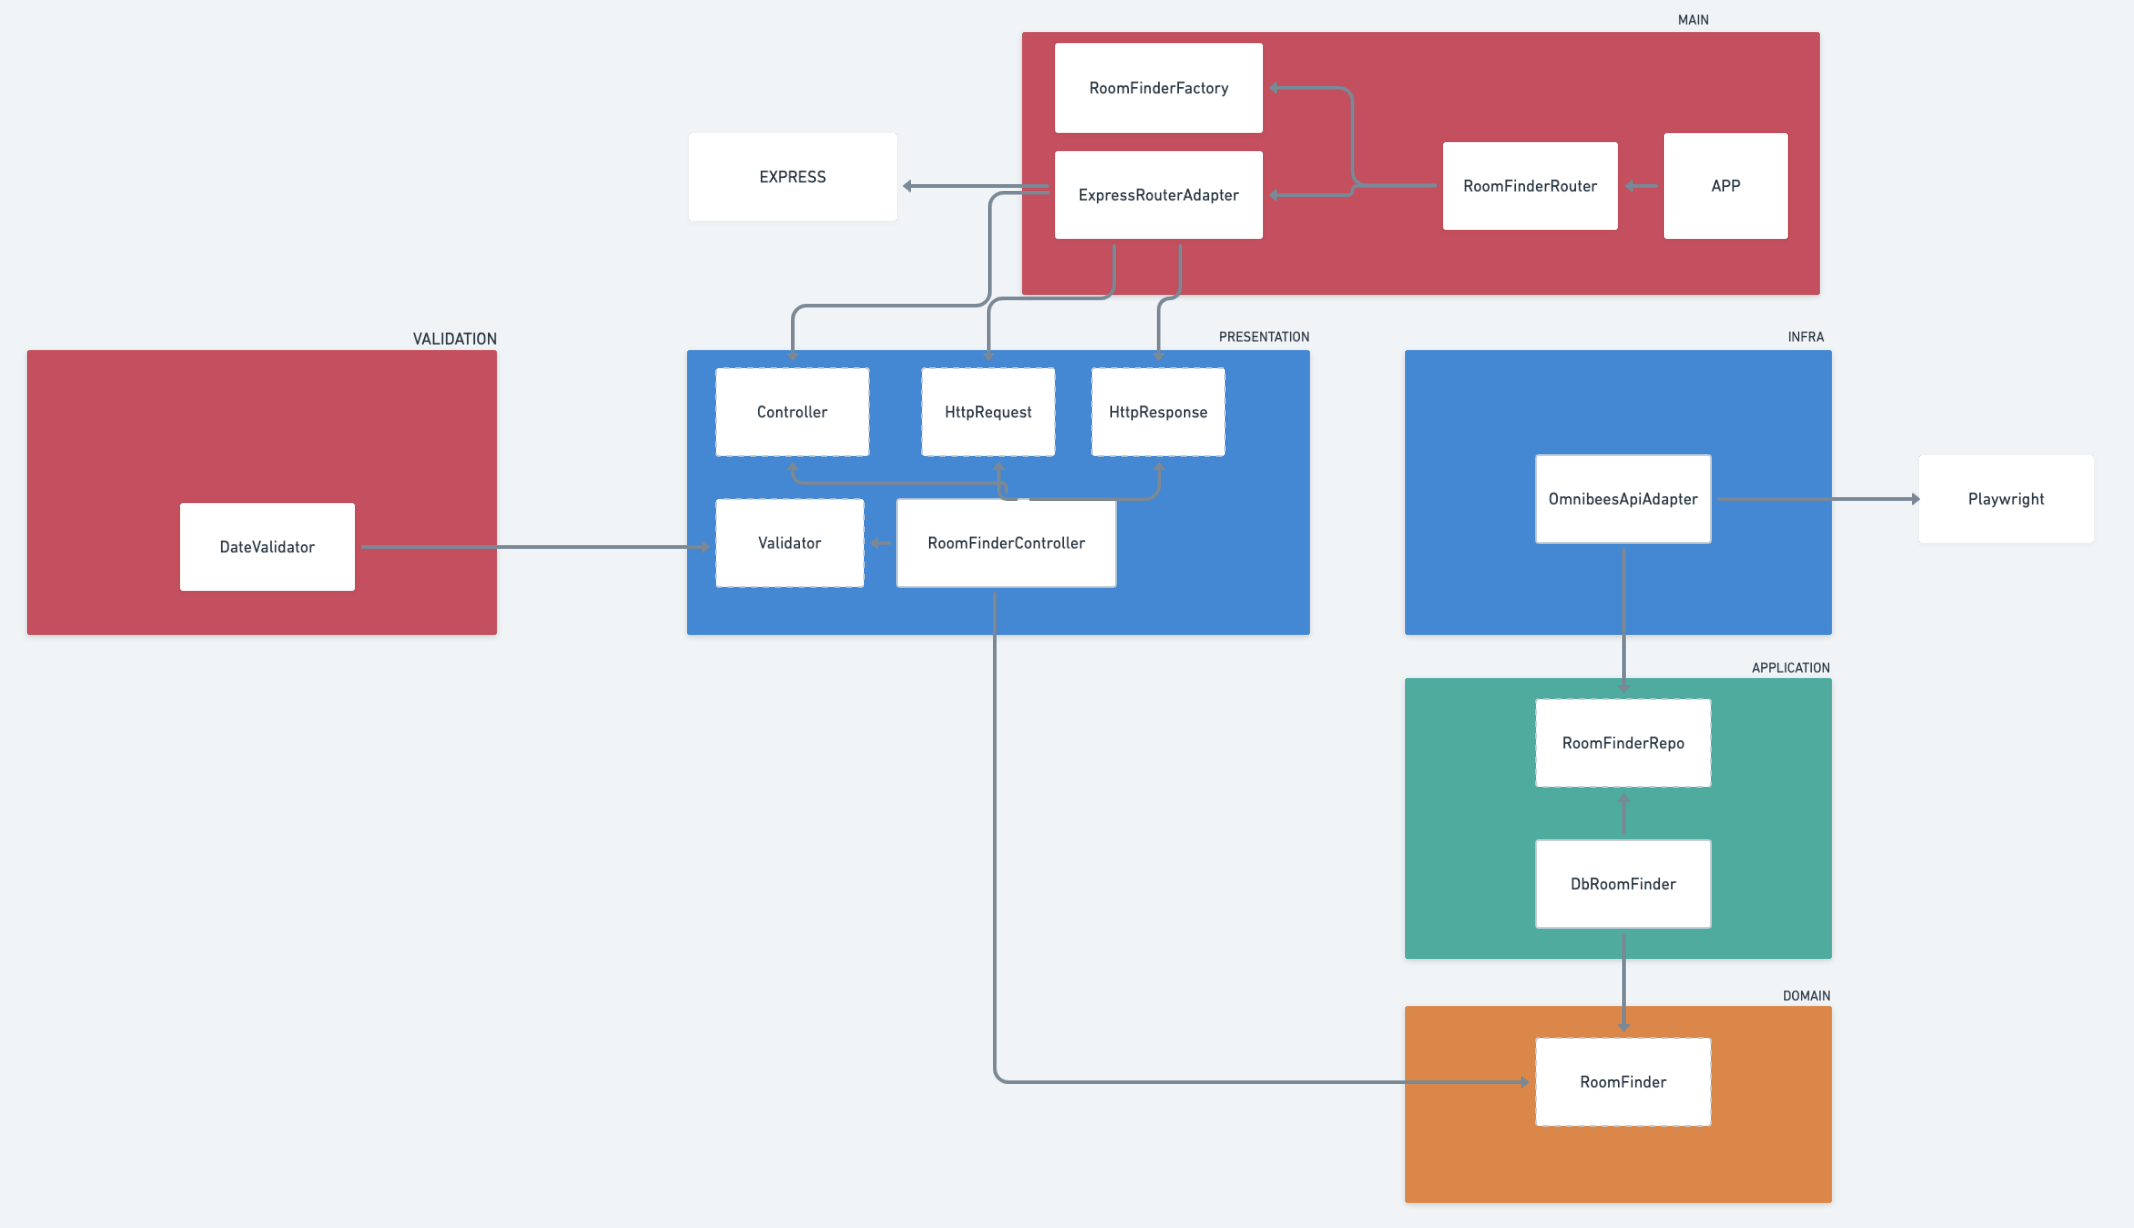 MAIN
RoomFinderFactory
EXPRESS
ExpressRouterAdapter
RoomFinderRouter
APP
VALIDATION
DateValidator
PRESENTATION
Controller
HttpRequest
HttpResponse
Validator
RoomFinderController
INFRA
OmnibeesApiAdapter
Playwright
APPLICATION
RoomFinderRepo
DbRoomFinder
DOMAIN
RoomFinder